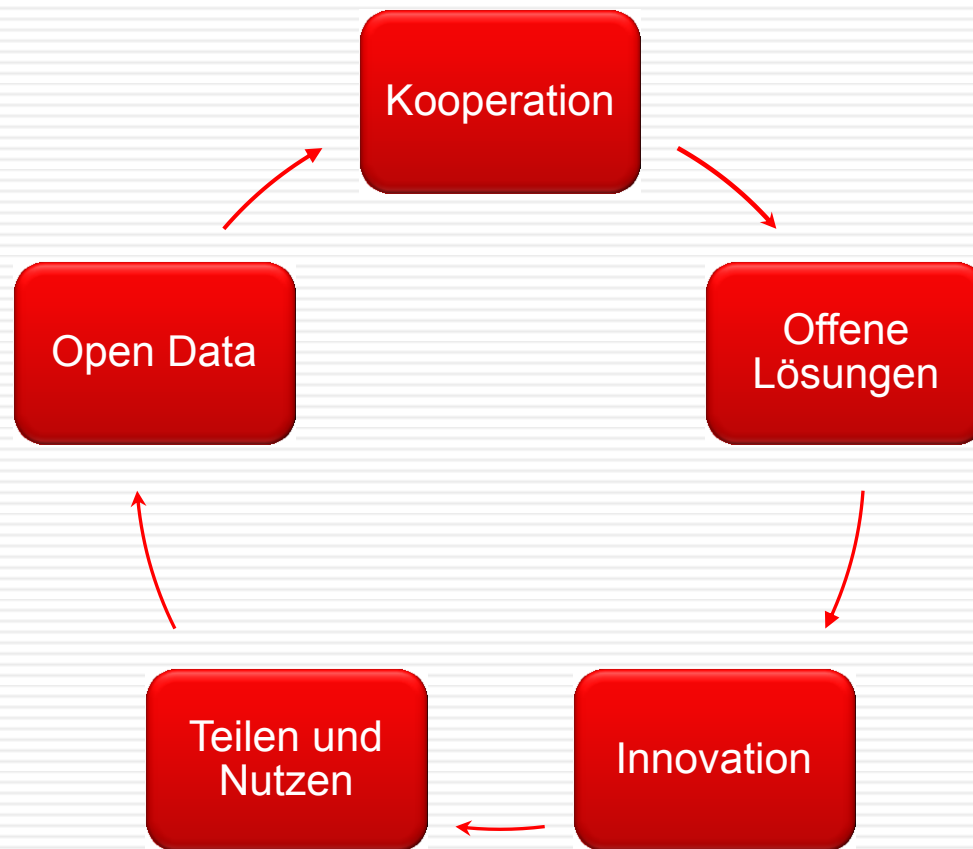 Kooperation
Offene
Lösungen
Innovation
Teilen und
Nutzen
Open Data